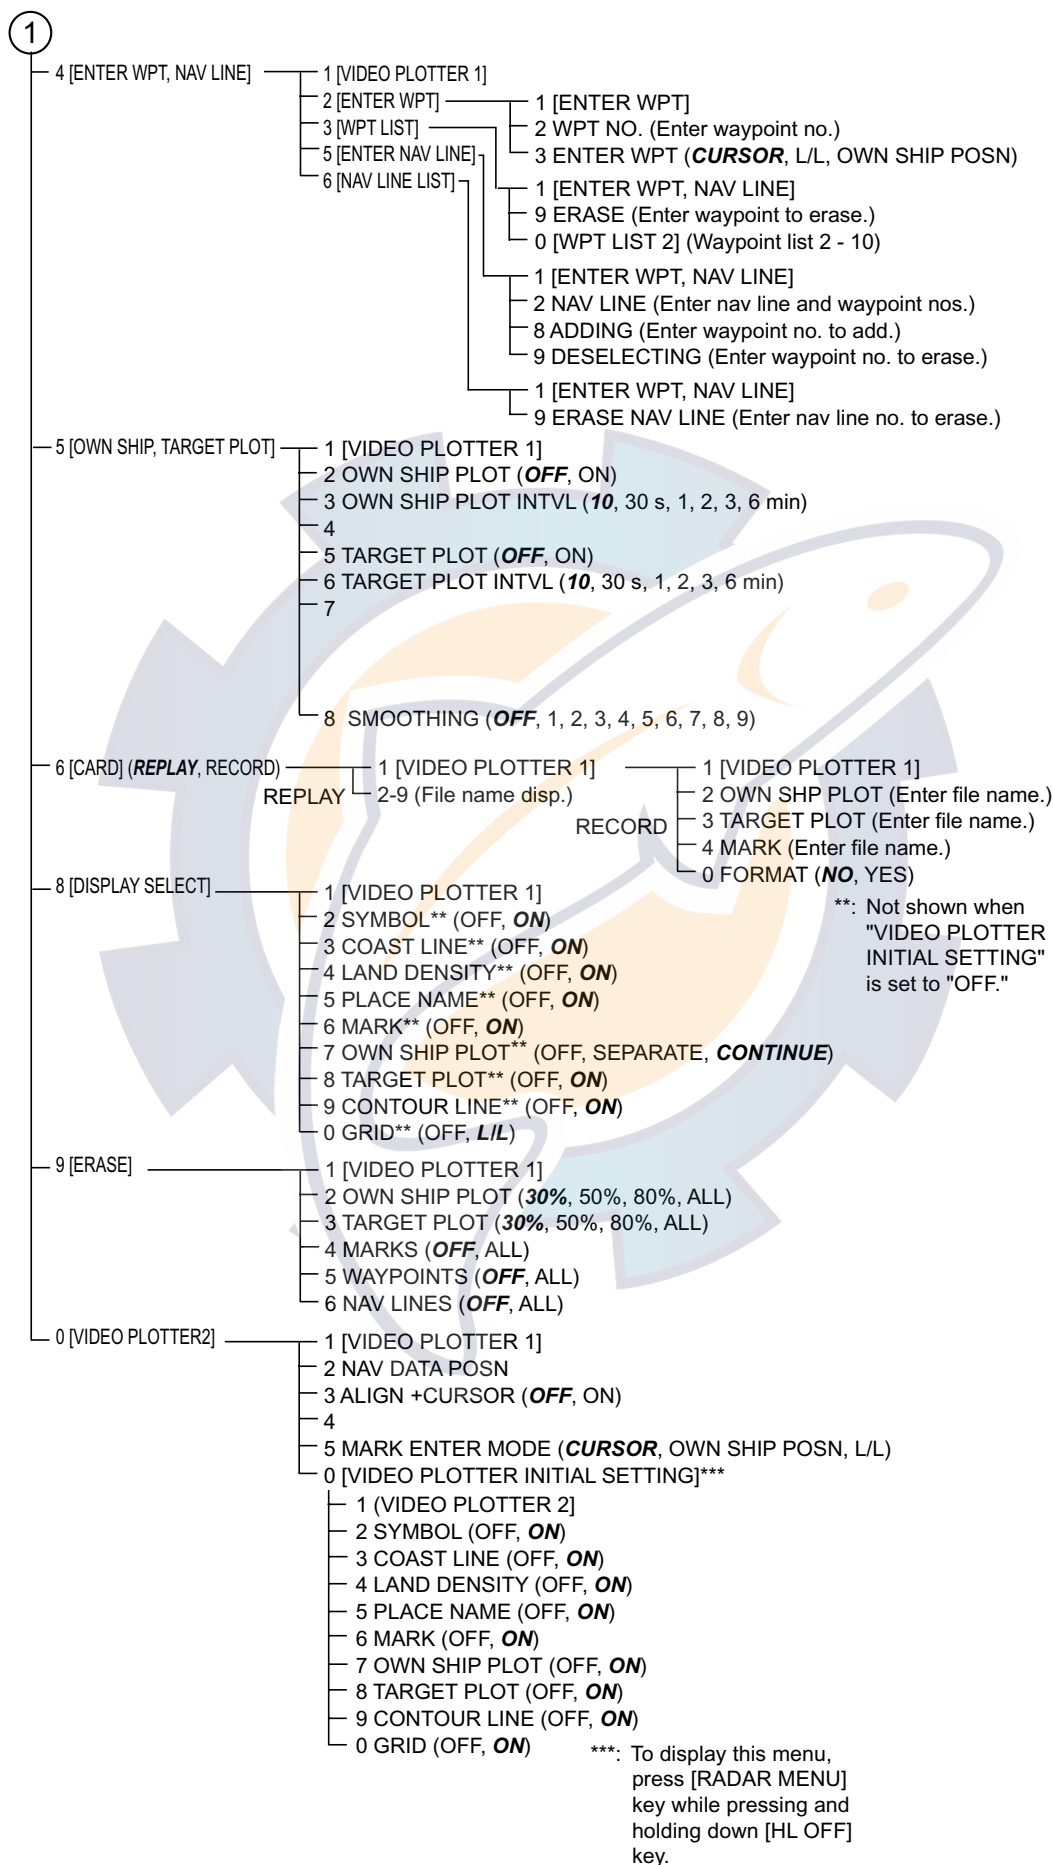 1
4 [ENTER WPT, NAV LINE]
1 [VIDEO PLOTTER 1]
2 [ENTER WPT]
3 [WPT LIST]
5 [ENTER NAV LINE]
6 [NAV LINE LIST]
1 [ENTER WPT]
2 WPT NO. (Enter waypoint no.)
3 ENTER WPT (CURSOR, L/L, OWN SHIP POSN)
1 [ENTER WPT, NAV LINE]
9 ERASE (Enter waypoint to erase.)
0 [WPT LIST 2] (Waypoint list 2 - 10)
1 [ENTER WPT, NAV LINE]
2 NAV LINE (Enter nav line and waypoint nos.)
8 ADDING (Enter waypoint no. to add.)
9 DESELECTING (Enter waypoint no. to erase.)
1 [ENTER WPT, NAV LINE]
9 ERASE NAV LINE (Enter nav line no. to erase.)
5 [OWN SHIP, TARGET PLOT]
1 [VIDEO PLOTTER 1]
2 OWN SHIP PLOT (OFF, ON)
3 OWN SHIP PLOT INTVL (10, 30 s, 1, 2, 3, 6 min)
4
5 TARGET PLOT (OFF, ON)
6 TARGET PLOT INTVL (10, 30 s, 1, 2, 3, 6 min)
7
8 SMOOTHING (OFF, 1, 2, 3, 4, 5, 6, 7, 8, 9)
6 [CARD] (REPLAY, RECORD)
REPLAY
1 [VIDEO PLOTTER 1]
2-9 (File name disp.)
RECORD
1 [VIDEO PLOTTER 1]
2 OWN SHP PLOT (Enter file name.)
3 TARGET PLOT (Enter file name.)
4 MARK (Enter file name.)
0 FORMAT (NO, YES)
8 [DISPLAY SELECT]
1 [VIDEO PLOTTER 1]
2 SYMBOL** (OFF, ON)
3 COAST LINE** (OFF, ON)
4 LAND DENSITY** (OFF, ON)
5 PLACE NAME** (OFF, ON)
6 MARK** (OFF, ON)
7 OWN SHIP PLOT** (OFF, SEPARATE, CONTINUE)
8 TARGET PLOT** (OFF, ON)
9 CONTOUR LINE** (OFF, ON)
0 GRID** (OFF, L/L)
**: Not shown when
"VIDEO PLOTTER
INITIAL SETTING"
is set to "OFF."
9 [ERASE]
1 [VIDEO PLOTTER 1]
2 OWN SHIP PLOT (30%, 50%, 80%, ALL)
3 TARGET PLOT (30%, 50%, 80%, ALL)
4 MARKS (OFF, ALL)
5 WAYPOINTS (OFF, ALL)
6 NAV LINES (OFF, ALL)
0 [VIDEO PLOTTER2]
1 [VIDEO PLOTTER 1]
2 NAV DATA POSN
3 ALIGN +CURSOR (OFF, ON)
4
5 MARK ENTER MODE (CURSOR, OWN SHIP POSN, L/L)
0 [VIDEO PLOTTER INITIAL SETTING]***
1 (VIDEO PLOTTER 2]
2 SYMBOL (OFF, ON)
3 COAST LINE (OFF, ON)
4 LAND DENSITY (OFF, ON)
5 PLACE NAME (OFF, ON)
6 MARK (OFF, ON)
7 OWN SHIP PLOT (OFF, ON)
8 TARGET PLOT (OFF, ON)
9 CONTOUR LINE (OFF, ON)
0 GRID (OFF, ON)
***: To display this menu,
press [RADAR MENU]
key while pressing and
holding down [HL OFF]
key.